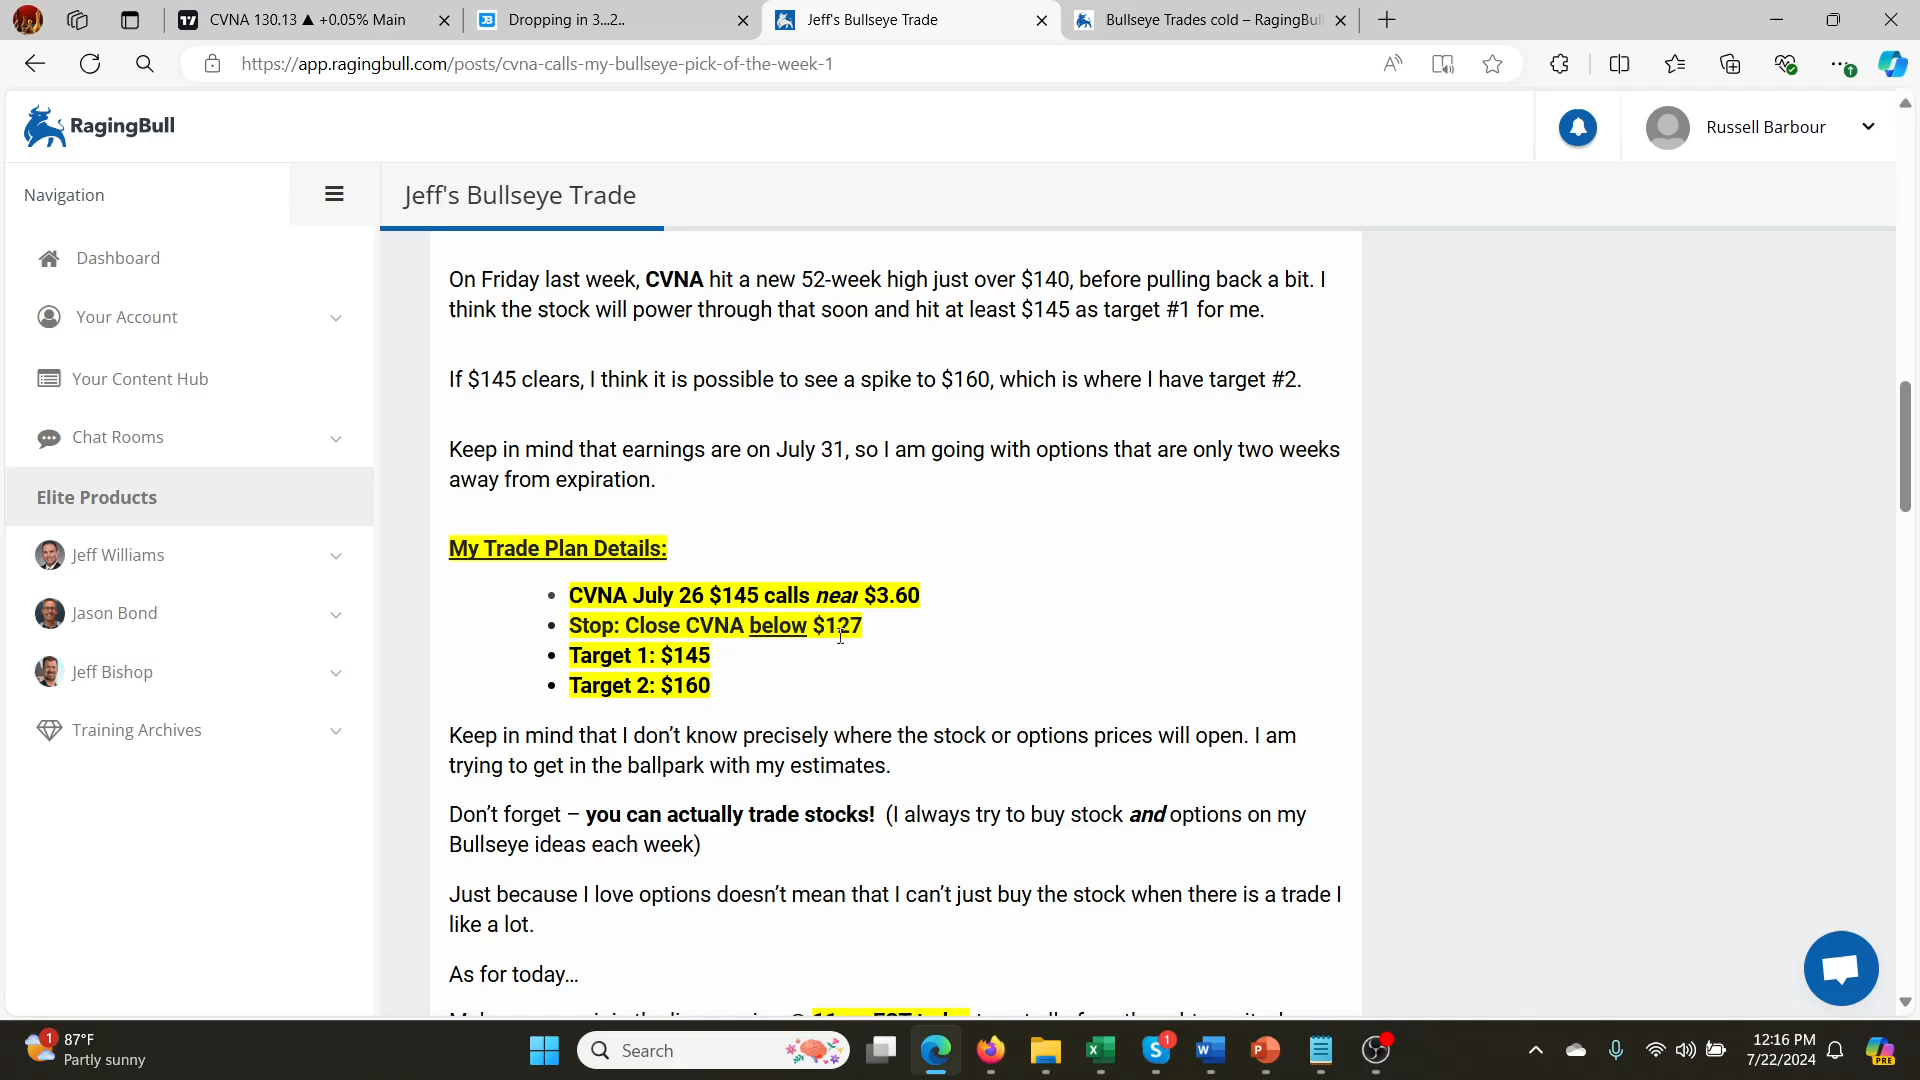 CVNA 130.13 ▲ +0.05% Main
Dropping in 3...2..
Jeff's Bullseye Trade
Bullseye Trades cold – RagingBul
https://app.ragingbull.com/posts/cvna-calls-my-bullseye-pick-of-the-week-1
RagingBull
Russell Barbour
Navigation
Jeff's Bullseye Trade
Dashboard
Your Account
Your Content Hub
Chat Rooms
Elite Products
Jeff Williams
Jason Bond
Jeff Bishop
Training Archives
On Friday last week, CVNA hit a new 52-week high just over $140, before pulling back a bit. I
think the stock will power through that soon and hit at least $145 as target #1 for me.
If $145 clears, I think it is possible to see a spike to $160, which is where I have target #2.
Keep in mind that earnings are on July 31, so I am going with options that are only two weeks
away from expiration.
My Trade Plan Details:
• CVNA July 26 $145 calls near $3.60
• Stop: Close CVNA below $127
• Target 1: $145
• Target 2: $160
Keep in mind that I don't know precisely where the stock or options prices will open. I am
trying to get in the ballpark with my estimates.
Don't forget – you can actually trade stocks! (I always try to buy stock and options on my
Bullseye ideas each week)
Just because I love options doesn't mean that I can't just buy the stock when there is a trade I
like a lot.
As for today…
1
87°F
Partly sunny
Search
1
12:16 PM
7/22/2024
PRE